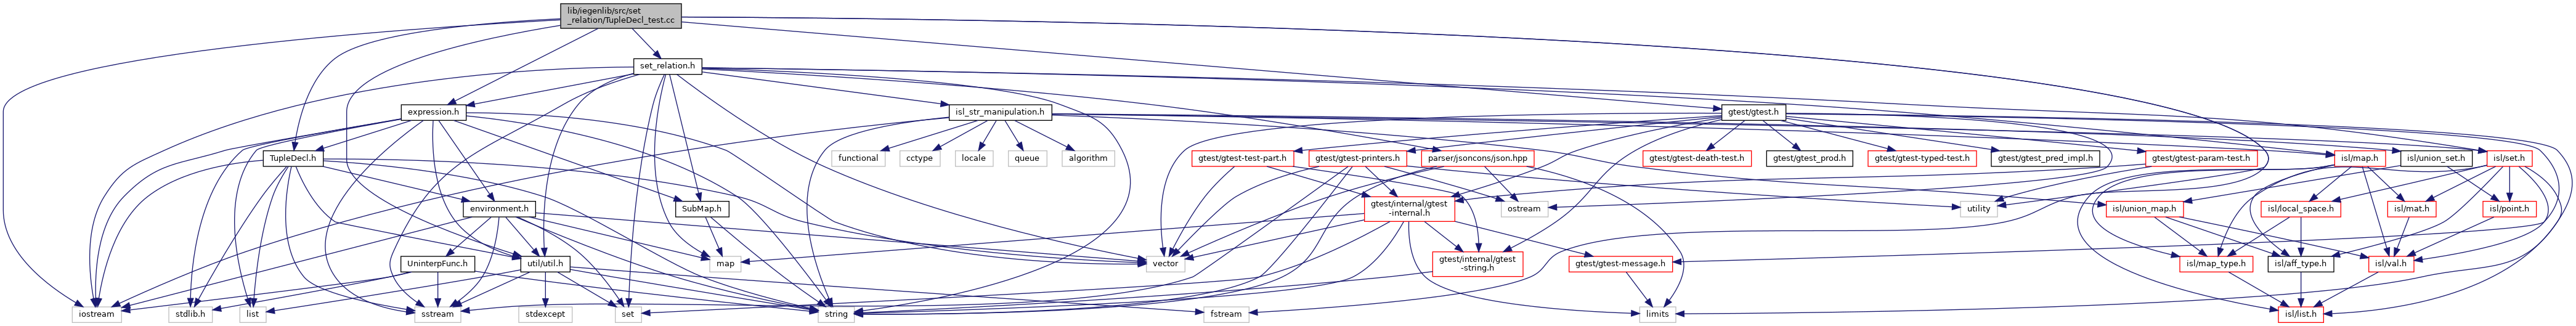 lib/iegenlib/src/set
_relation/TupleDecl_test.cc
set_relation.h
expression.h
isl_str_manipulation.h
gtest/gtest.h
TupleDecl.h
functional
cctype
locale
queue
algorithm
gtest/gtest-test-part.h
gtest/gtest-printers.h
parser/jsoncons/json.hpp
gtest/gtest-death-test.h
gtest/gtest_prod.h
gtest/gtest-typed-test.h
gtest/gtest_pred_impl.h
gtest/gtest-param-test.h
isl/map.h
isl/union_set.h
isl/set.h
environment.h
SubMap.h
gtest/internal/gtest
-internal.h
ostream
utility
isl/union_map.h
isl/local_space.h
isl/mat.h
isl/point.h
UninterpFunc.h
util/util.h
map
vector
gtest/internal/gtest
-string.h
gtest/gtest-message.h
isl/map_type.h
isl/aff_type.h
isl/val.h
iostream
stdlib.h
list
sstream
stdexcept
set
string
fstream
limits
isl/list.h